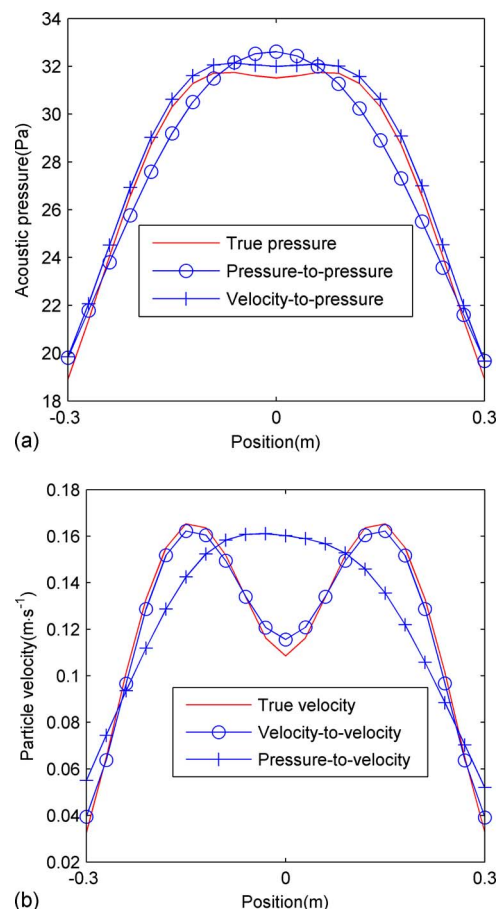 34
32
30
28
26
24
22
20
18
Acoustic pressure(Pa)
True pressure
Pressure-to-pressure
Velocity-to-pressure
-0.3
0
0.3
Position(m)
(a)
0.18
0.16
0.14
0.12
0.1
0.08
0.06
0.04
0.02
Particle velocity(m·s⁻¹)
True velocity
Velocity-to-velocity
Pressure-to-velocity
-0.3
0
0.3
Position(m)
(b)